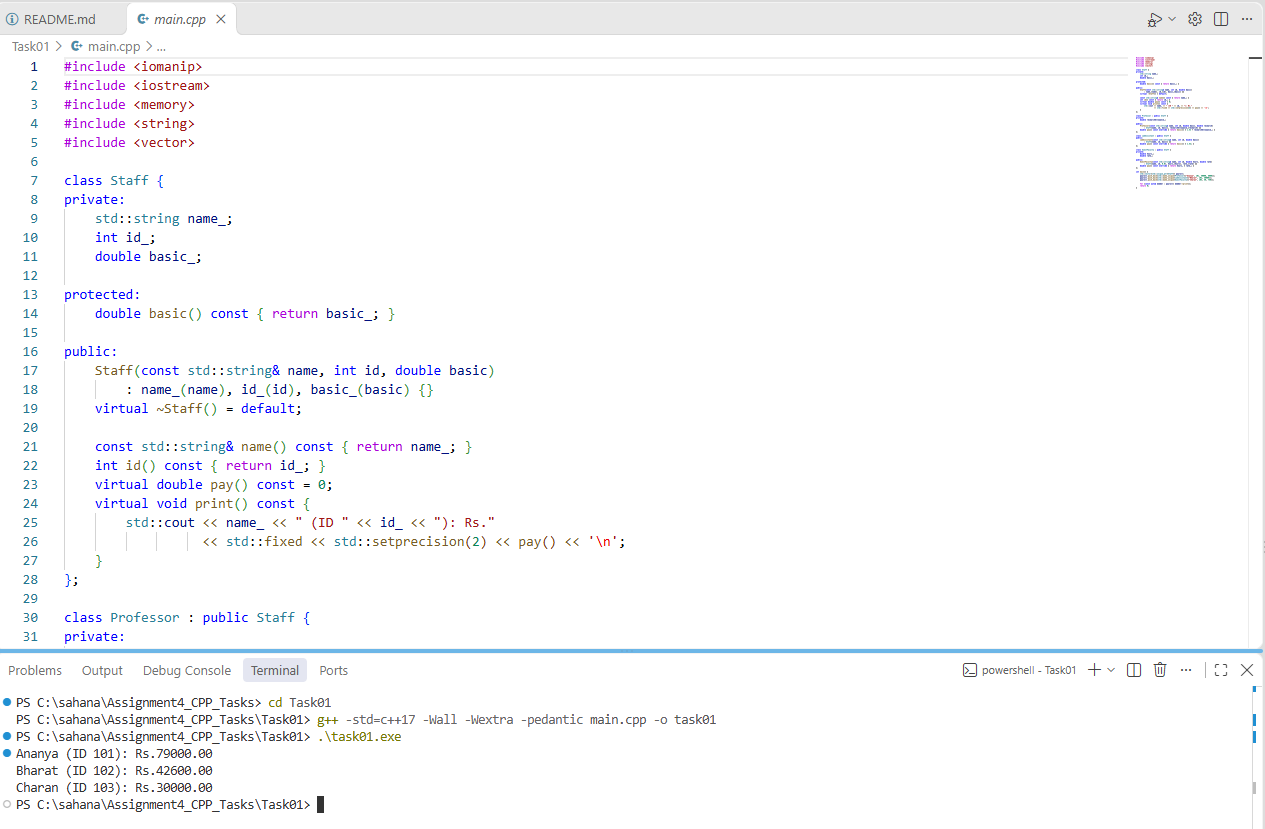 README.md
main.cpp
Task01 > main.cpp > ...
1 #include <iomanip>
2 #include <iostream>
3 #include <memory>
4 #include <string>
5 #include <vector>
6
7 class Staff {
8 private:
9     std::string name_;
10     int id_;
11     double basic_;
12
13 protected:
14     double basic() const { return basic_; }
15
16 public:
17     Staff(const std::string& name, int id, double basic)
18         : name_(name), id_(id), basic_(basic) {}
19     virtual ~Staff() = default;
20
21     const std::string& name() const { return name_; }
22     int id() const { return id_; }
23     virtual double pay() const = 0;
24     virtual void print() const {
25         std::cout << name_ << " (ID " << id_ << "): Rs."
26                   << std::fixed << std::setprecision(2) << pay() << '\n';
27     }
28 };
29
30 class Professor : public Staff {
31 private:
Problems Output Debug Console Terminal Ports
powershell - Task01
PS C:\sahana\Assignment4_CPP_Tasks> cd Task01
PS C:\sahana\Assignment4_CPP_Tasks\Task01> g++ -std=c++17 -Wall -Wextra -pedantic main.cpp -o task01
PS C:\sahana\Assignment4_CPP_Tasks\Task01> .\task01.exe
Ananya (ID 101): Rs.79000.00
Bharat (ID 102): Rs.42600.00
Charan (ID 103): Rs.30000.00
PS C:\sahana\Assignment4_CPP_Tasks\Task01>